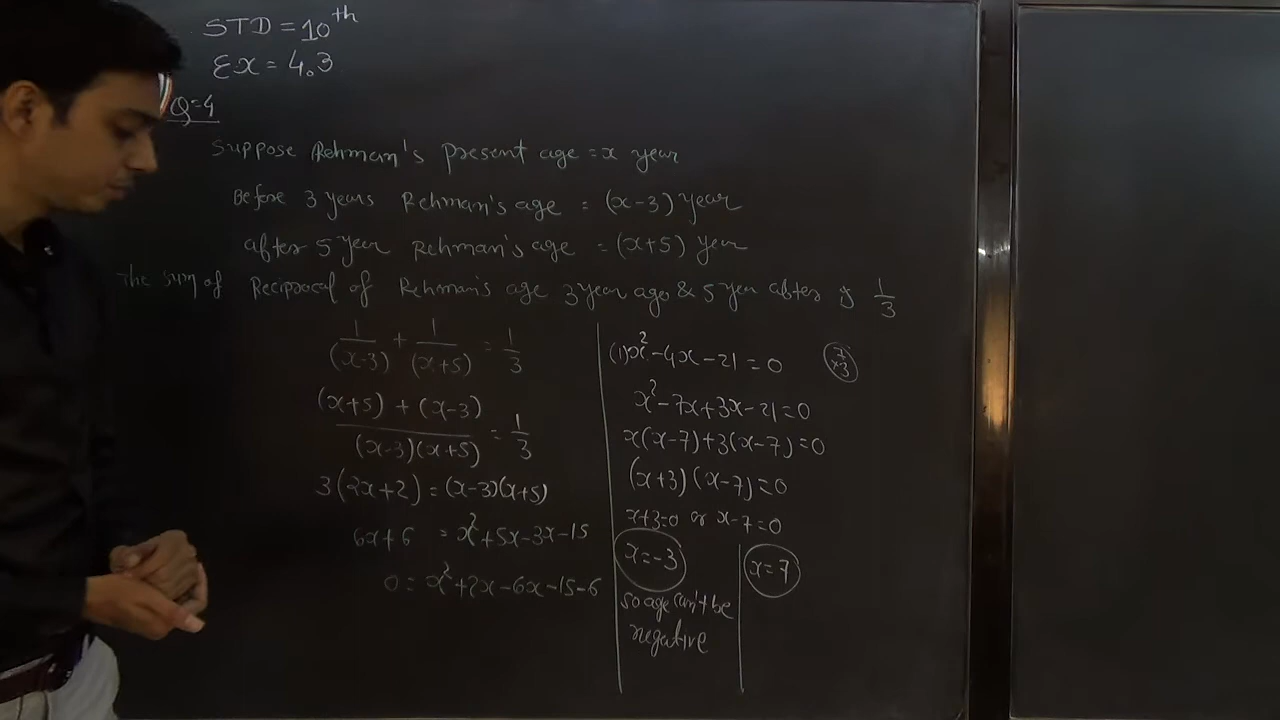 STD = 10th
Ex = 4.3
Q=4
Suppose Rehmam's present age = x year
Before 3 years Rehman's age = (x-3) year
after 5 year Rehman's age = (x+5) year
The sum of Reciprocal of Rehman's age 3 year ago & 5 year after is 1/3
1/(x-3) + 1/(x+5) = 1/3
(x+5) + (x-3)/(x-3)(x+5) = 1/3
3(2x+2) = (x-3)(x+5)
6x+6 = x²+5x-3x-15
0 = x²+2x-6x-15-6
(1)x²-4x-21=0
7×3
x²-7x+3x-21=0
x(x-7)+3(x-7)=0
(x+3)(x-7)=0
x+3=0 or x-7=0
x=-3
x=7
so age can't be
negative